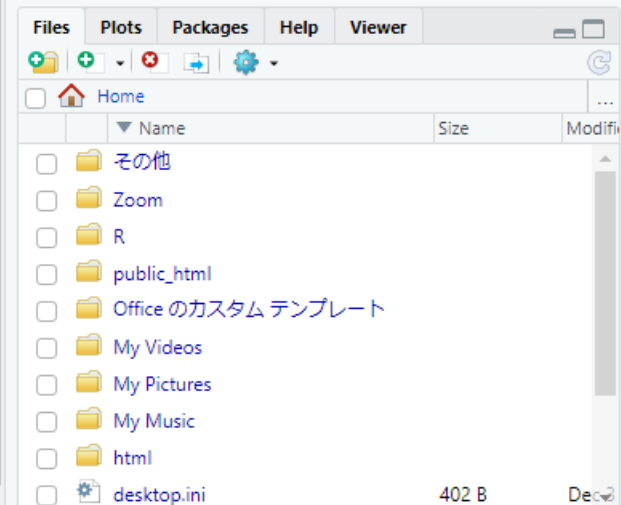 Files Plots Packages Help Viewer
Home ...
Name Size Modifi
その他
Zoom
R
public_html
Office のカスタム テンプレート
My Videos
My Pictures
My Music
html
desktop.ini 402 B Dec 3